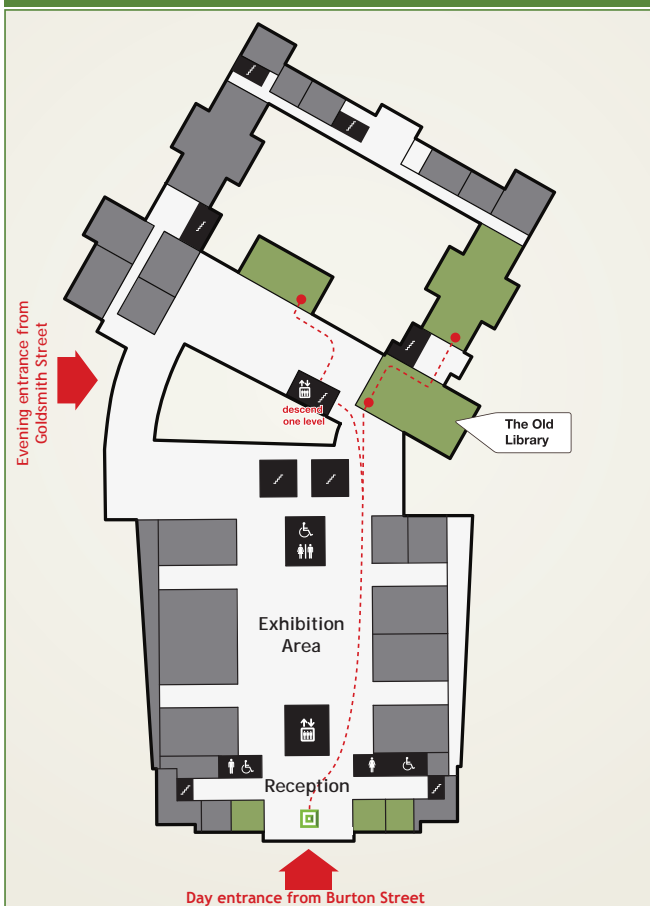 Evening entrance from
Goldsmith Street
descend
one level
The Old
Library
Exhibition
Area
Reception
Day entrance from Burton Street